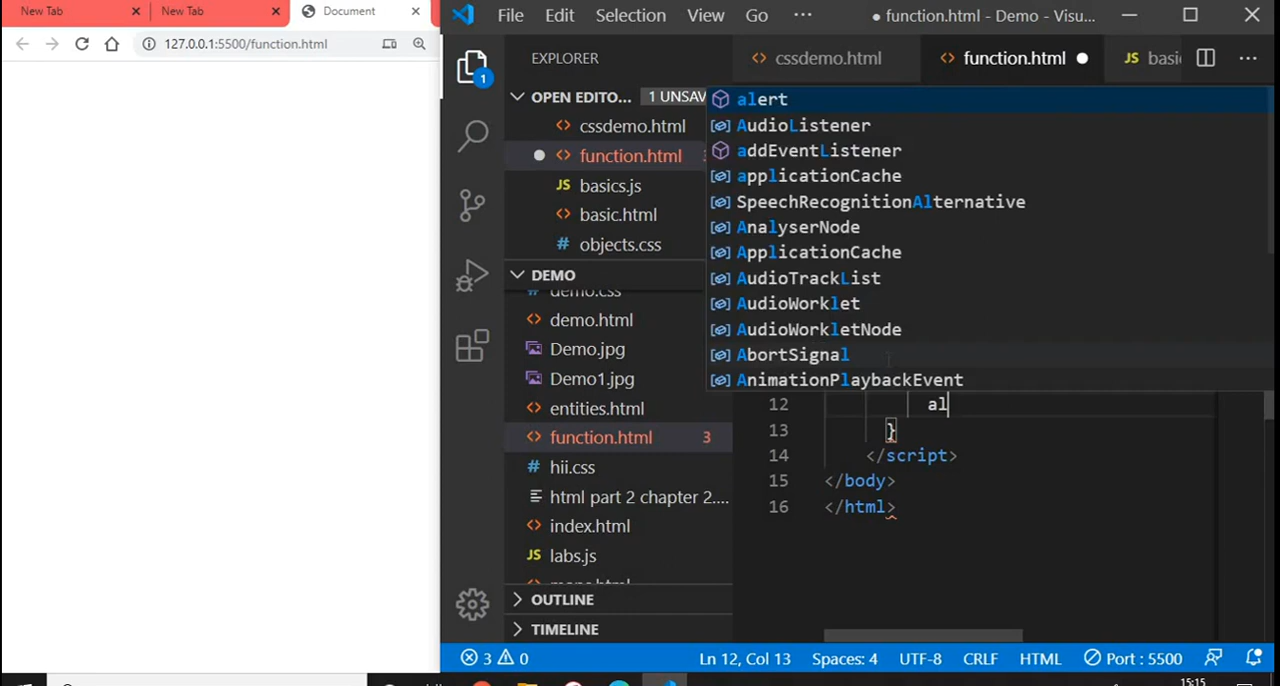 New Tab
New Tab
Document
127.0.0.1:5500/function.html
File Edit Selection View Go ···
● function.html - Demo - Visu...
1
EXPLORER
OPEN EDITO... 1 UNSAV
cssdemo.html
function.html
JS basics.js
basic.html
# objects.css
DEMO
demo.css
demo.html
Demo.jpg
Demo1.jpg
entities.html
function.html 3
# hii.css
html part 2 chapter 2....
index.html
JS labs.js
OUTLINE
TIMELINE
cssdemo.html
function.html ●
JS basi
alert
AudioListener
addEventListener
applicationCache
SpeechRecognitionAlternative
AnalyserNode
ApplicationCache
AudioTrackList
AudioWorklet
AudioWorkletNode
AbortSignal
AnimationPlaybackEvent
12 al
13 }
14 </script>
15 </body>
16 </html>
3 0 Ln 12, Col 13 Spaces: 4 UTF-8 CRLF HTML Port : 5500
15:15